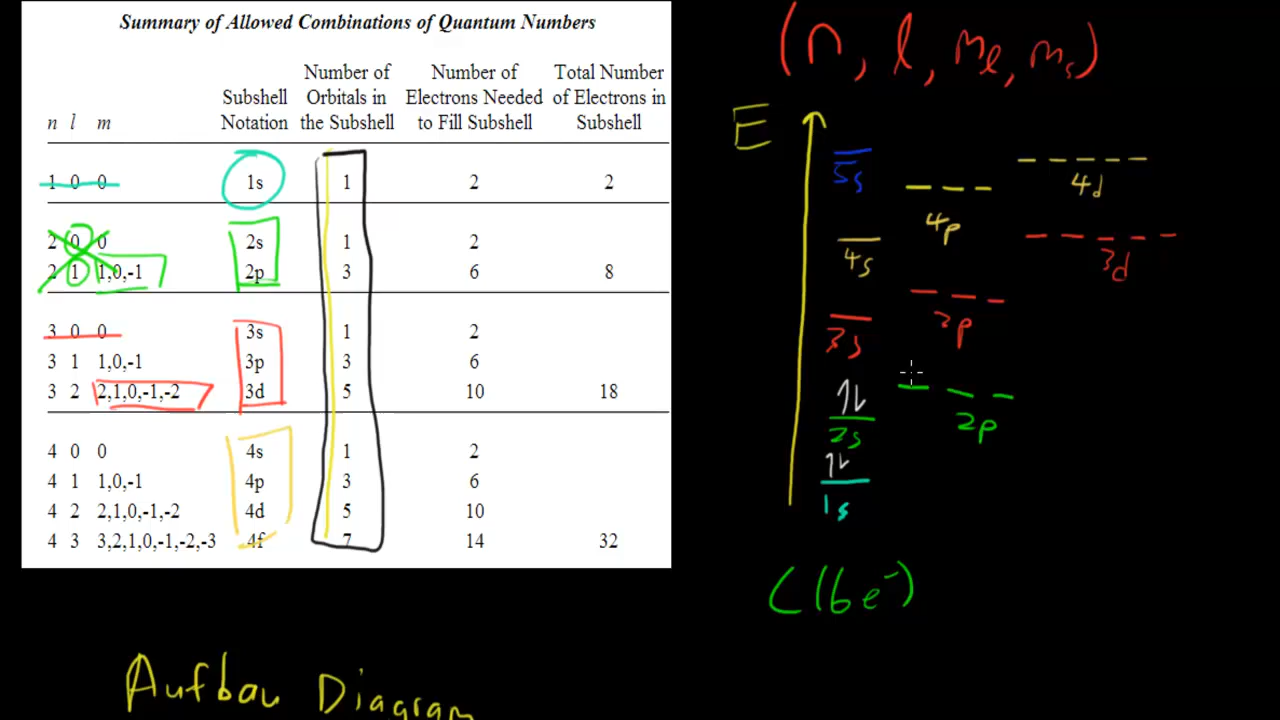 Summary of Allowed Combinations of Quantum Numbers
n l m Subshell Notation Number of Orbitals in the Subshell Number of Electrons Needed to Fill Subshell Total Number of Electrons in Subshell
1 0 0 1s 1 2 2
2 0 0 2s 1 2
2 1 1,0,-1 2p 3 6 8
3 0 0 3s 1 2
3 1 1,0,-1 3p 3 6
3 2 2,1,0,-1,-2 3d 5 10 18
4 0 0 4s 1 2
4 1 1,0,-1 4p 3 6
4 2 2,1,0,-1,-2 4d 5 10
4 3 3,2,1,0,-1,-2,-3 4f 7 14 32
Aufbau Diagram
(n, l, ml, ms)
E
5s 4d
4p
4s 3d
3p
3s
2s 2p
1s
(16e-)